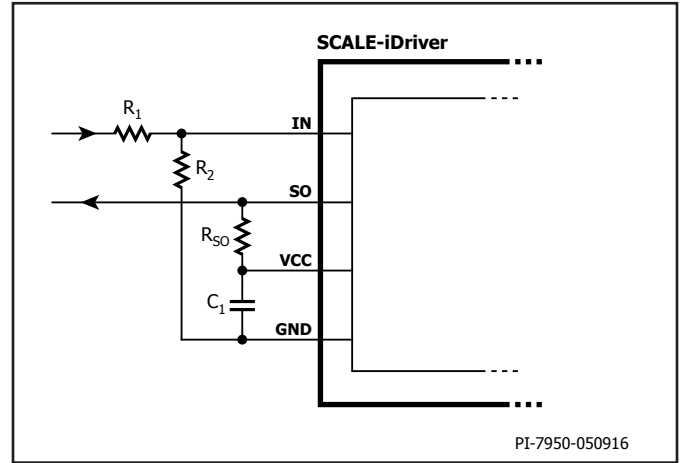 SCALE-iDriver
R1
IN
R2
SO
RSO
VCC
C1
GND
PI-7950-050916